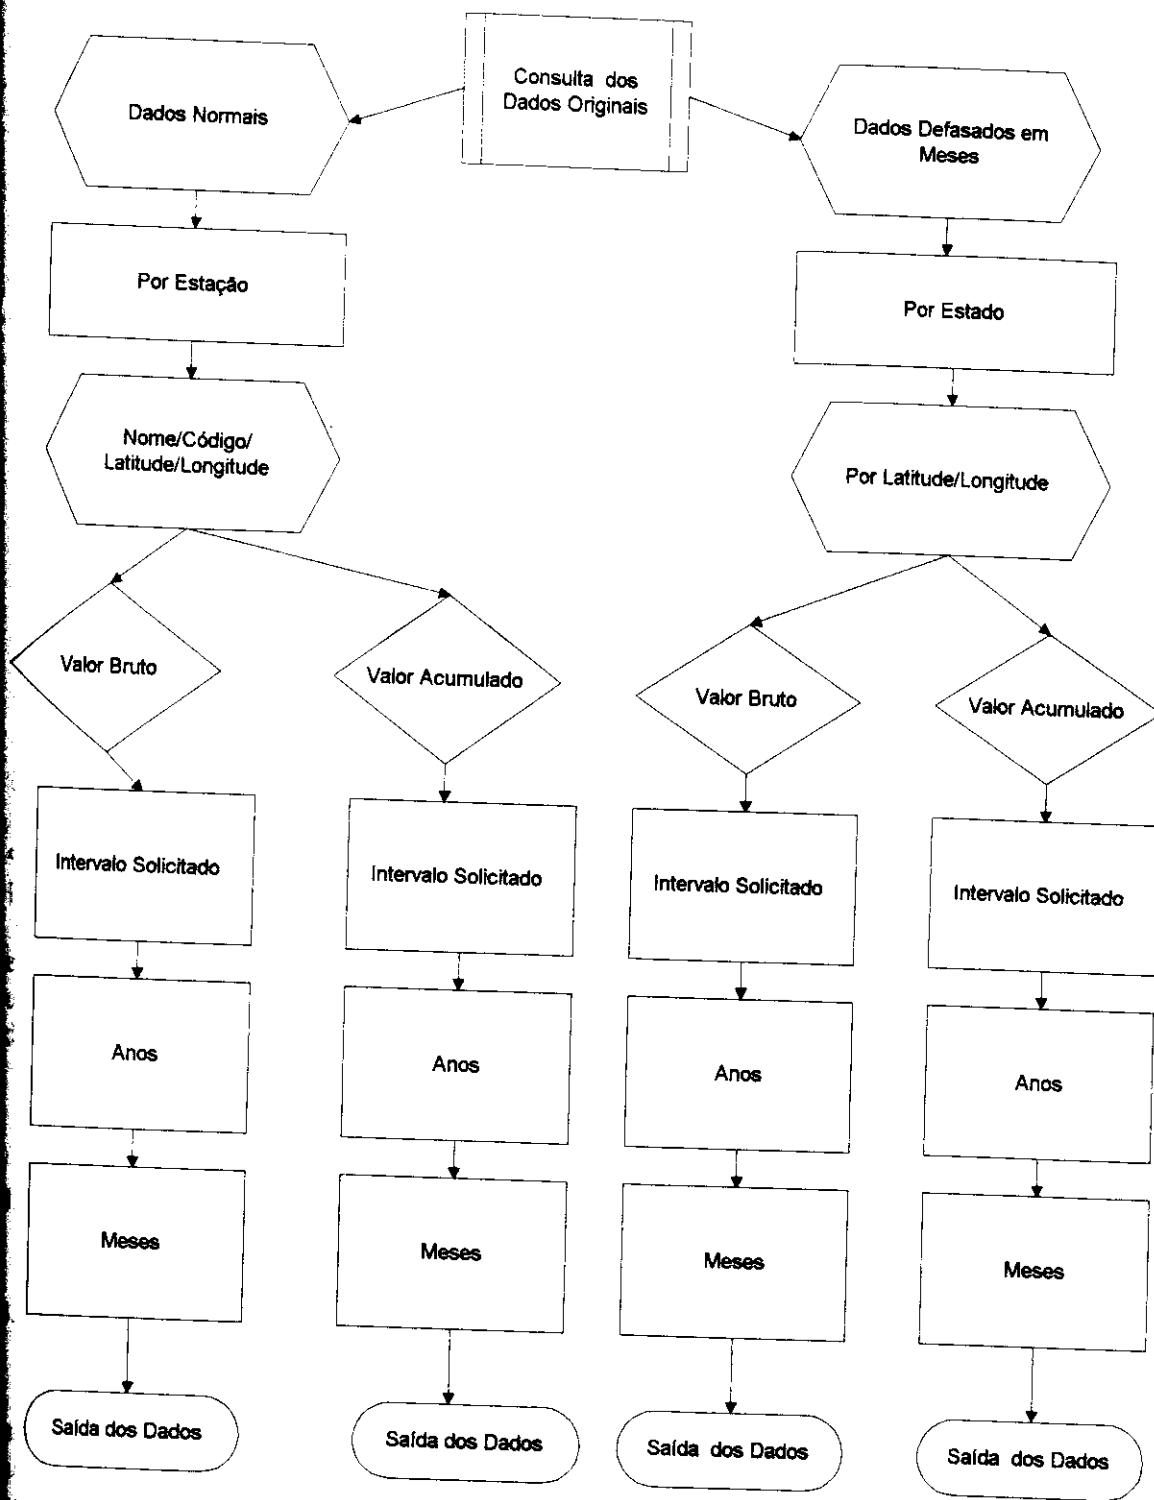 Consulta dos
Dados Originais
Dados Normais
Dados Defasados em
Meses
Por Estação
Por Estado
Nome/Código/
Latitude/Longitude
Por Latitude/Longitude
Valor Bruto
Valor Acumulado
Valor Bruto
Valor Acumulado
Intervalo Solicitado
Intervalo Solicitado
Intervalo Solicitado
Intervalo Solicitado
Anos
Anos
Anos
Anos
Meses
Meses
Meses
Meses
Saída dos Dados
Saída dos Dados
Saída dos Dados
Saída dos Dados